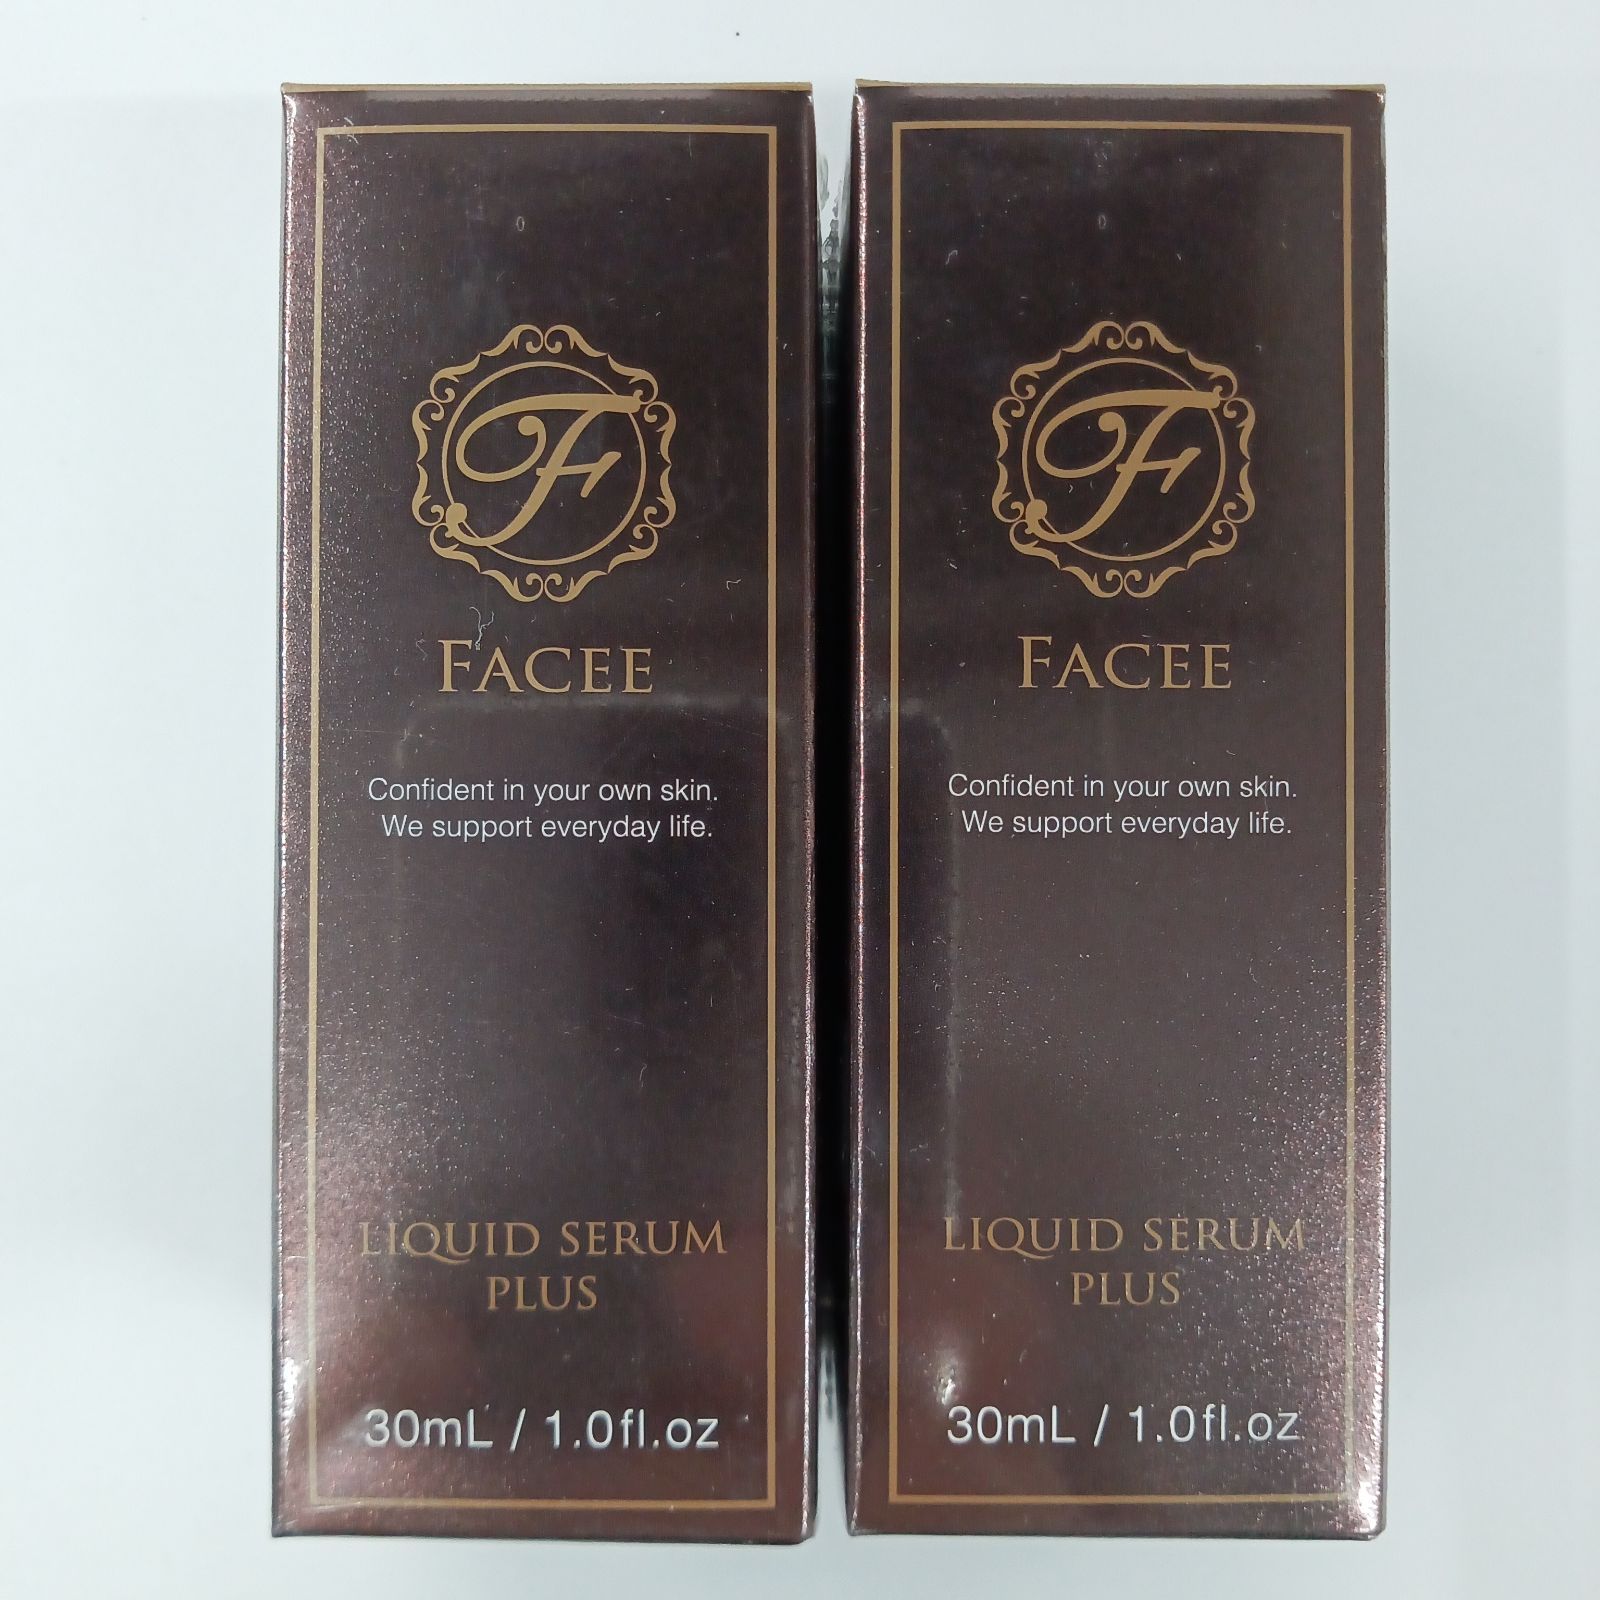 F
FACEE
Confident in your own skin.
We support everyday life.
LIQUID SERUM
PLUS
30mL / 1.0fl.oz
F
FACEE
Confident in your own skin.
We support everyday life.
LIQUID SERUM
PLUS
30mL / 1.0fl.oz